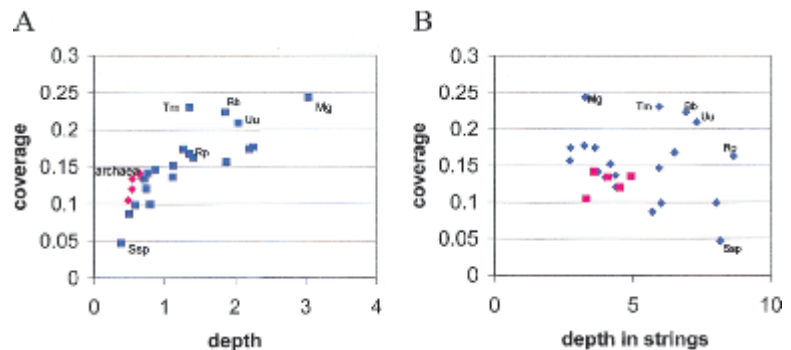 A
0.3
0.25
0.2
0.15
0.1
0.05
0
coverage
Tm
Bb
Uu
Mg
Rp
archaea
Ssp
0 1 2 3 4
depth
B
0.3
0.25
0.2
0.15
0.1
0.05
0
coverage
Mg
Tm
Bb
Uu
Rp
Ssp
0 5 10
depth in strings